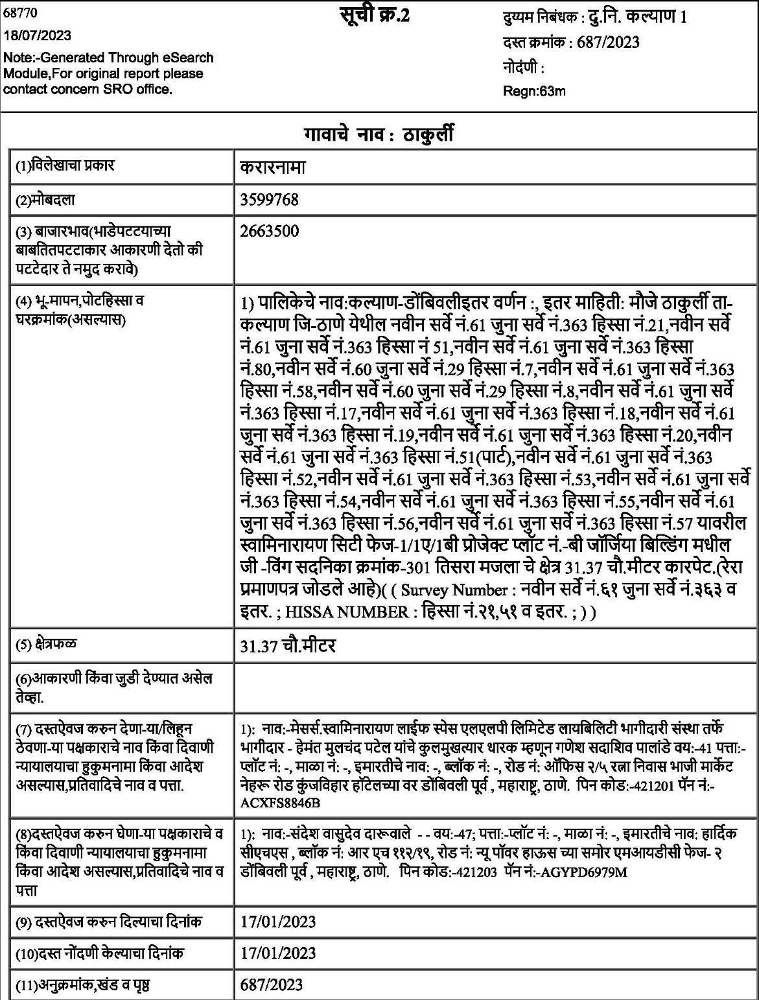 68770
18/07/2023
Note:-Generated Through eSearch
Module,For original report please
contact concern SRO office.
सूची क्र.2
दुय्यम निबंधक : दु.नि. कल्याण 1
दस्त क्रमांक : 687/2023
नोदंणी :
Regn:63m
गावाचे नाव : ठाकुर्ली
(1)विलेखाचा प्रकार
करारनामा
(2)मोबदला
3599768
(3) बाजारभाव(भाडेपटटयाच्या
बाबतितपटटाकार आकारणी देतो की
पटटेदार ते नमुद करावे)
2663500
(4) भू-मापन,पोटहिस्सा व
घरक्रमांक(असल्यास)
1) पालिकेचे नाव:कल्याण-डोंबिवलीइतर वर्णन :, इतर माहिती: मौजे ठाकुर्ली ता-
कल्याण जि-ठाणे येथील नवीन सर्वे नं.61 जुना सर्वे नं.363 हिस्सा नं.21,नवीन सर्वे
नं.61 जुना सर्वे नं.363 हिस्सा नं 51,नवीन सर्वे नं.61 जुना सर्वे नं.363 हिस्सा
नं.80,नवीन सर्वे नं.60 जुना सर्वे नं.29 हिस्सा नं.7,नवीन सर्वे नं.61 जुना सर्वे नं.363
हिस्सा नं.58,नवीन सर्वे नं.60 जुना सर्वे नं.29 हिस्सा नं.8,नवीन सर्वे नं.61 जुना सर्वे
नं.363 हिस्सा नं.17,नवीन सर्वे नं.61 जुना सर्वे नं.363 हिस्सा नं.18,नवीन सर्वे नं.61
जुना सर्वे नं.363 हिस्सा नं.19,नवीन सर्वे नं.61 जुना सर्वे नं.363 हिस्सा नं.20,नवीन
सर्वे नं.61 जुना सर्वे नं.363 हिस्सा नं.51(पार्ट),नवीन सर्वे नं.61 जुना सर्वे नं.363
हिस्सा नं.52,नवीन सर्वे नं.61 जुना सर्वे नं.363 हिस्सा नं.53,नवीन सर्वे नं.61 जुना सर्वे
नं.363 हिस्सा नं.54,नवीन सर्वे नं.61 जुना सर्वे नं.363 हिस्सा नं.55,नवीन सर्वे नं.61
जुना सर्वे नं.363 हिस्सा नं.56,नवीन सर्वे नं.61 जुना सर्वे नं.363 हिस्सा नं.57 यावरील
स्वामिनारायण सिटी फेज-1/1ए/1बी प्रोजेक्ट प्लॉट नं.-बी जॉर्जिया बिल्डिंग मधील
जी -विंग सदनिका क्रमांक-301 तिसरा मजला चे क्षेत्र 31.37 चौ.मीटर कारपेट.(रेरा
प्रमाणपत्र जोडले आहे)( ( Survey Number : नवीन सर्वे नं.६१ जुना सर्वे नं.३६३ व
इतर. ; HISSA NUMBER : हिस्सा नं.२१,५१ व इतर. ; ) )
(5) क्षेत्रफळ
31.37 चौ.मीटर
(6)आकारणी किंवा जुडी देण्यात असेल
तेव्हा.
(7) दस्तऐवज करुन देणा-या/लिहून
ठेवणा-या पक्षकाराचे नाव किंवा दिवाणी
न्यायालयाचा हुकुमनामा किंवा आदेश
असल्यास,प्रतिवादिचे नाव व पत्ता.
1):  नाव:-मेसर्स.स्वामिनारायण लाईफ स्पेस एलएलपी लिमिटेड लायबिलिटी भागीदारी संस्था तर्फे
भागीदार - हेमंत मुलचंद पटेल यांचे कुलमुखत्यार धारक म्हणून गणेश सदाशिव पालांडे वय:-41 पत्ता:-
प्लॉट नं: -, माळा नं: -, इमारतीचे नाव: -, ब्लॉक नं: -, रोड नं: ऑफिस २/५ रत्ना निवास भाजी मार्केट
नेहरू रोड कुंजविहार हॉटेलच्या वर डोंबिवली पूर्व , महाराष्ट्र, ठाणे.  पिन कोड:-421201 पॅन नं:-
ACXFS8846B
(8)दस्तऐवज करुन घेणा-या पक्षकाराचे व
किंवा दिवाणी न्यायालयाचा हुकुमनामा
किंवा आदेश असल्यास,प्रतिवादिचे नाव व
पत्ता
1):  नाव:-संदेश वासुदेव दारूवाले  - - वय:-47; पत्ता:-प्लॉट नं: -, माळा नं: -, इमारतीचे नाव: हार्दिक
सीएचएस , ब्लॉक नं: आर एच ११२/१९, रोड नं: न्यू पॉवर हाऊस च्या समोर एमआयडीसी फेज- २
डोंबिवली पूर्व , महाराष्ट्र, ठाणे.  पिन कोड:-421203  पॅन नं:-AGYPD6979M
(9) दस्तऐवज करुन दिल्याचा दिनांक
17/01/2023
(10)दस्त नोंदणी केल्याचा दिनांक
17/01/2023
(11)अनुक्रमांक,खंड व पृष्ठ
687/2023